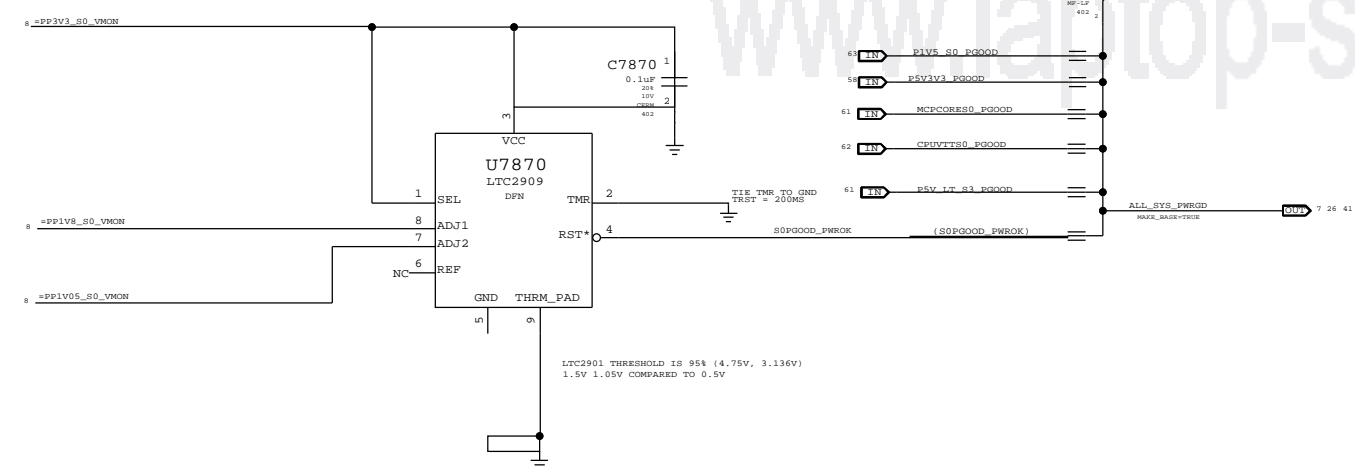 www.laptop-s
MF-LF
402
2
8 =PP3V3_S0_VMON
C7870
0.1uF
20%
10V
CERM
402
1
2
3
VCC
U7870
LTC2909
DFN
1
SEL
8 =PP1V8_S0_VMON
8
ADJ1
7
ADJ2
6
NC
REF
8 =PP1V05_S0_VMON
GND
THRM_PAD
5
9
TMR
2
TIE TMR TO GND
TRST = 200MS
RST*
4
S0PGOOD_PWROK
(S0PGOOD_PWROK)
63 IN P1V5_S0_PGOOD
58 IN P5V3V3_PGOOD
61 IN MCPCORES0_PGOOD
62 IN CPUVTTS0_PGOOD
61 IN P5V_LT_S3_PGOOD
ALL_SYS_PWRGD
MAKE_BASE=TRUE
OUT 7 26 41
LTC2901 THRESHOLD IS 95% (4.75V, 3.136V)
1.5V 1.05V COMPARED TO 0.5V